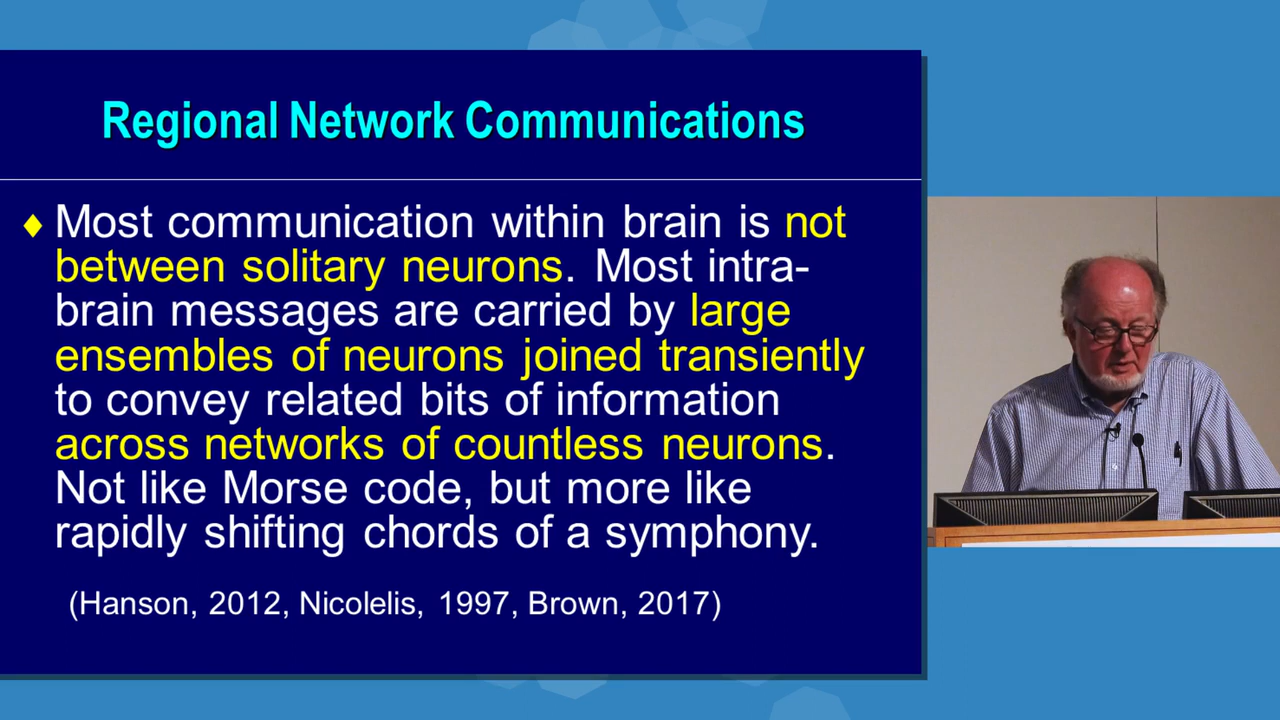 Regional Network Communications
♦ Most communication within brain is not
between solitary neurons. Most intra-
brain messages are carried by large
ensembles of neurons joined transiently
to convey related bits of information
across networks of countless neurons.
Not like Morse code, but more like
rapidly shifting chords of a symphony.
(Hanson, 2012, Nicolelis, 1997, Brown, 2017)